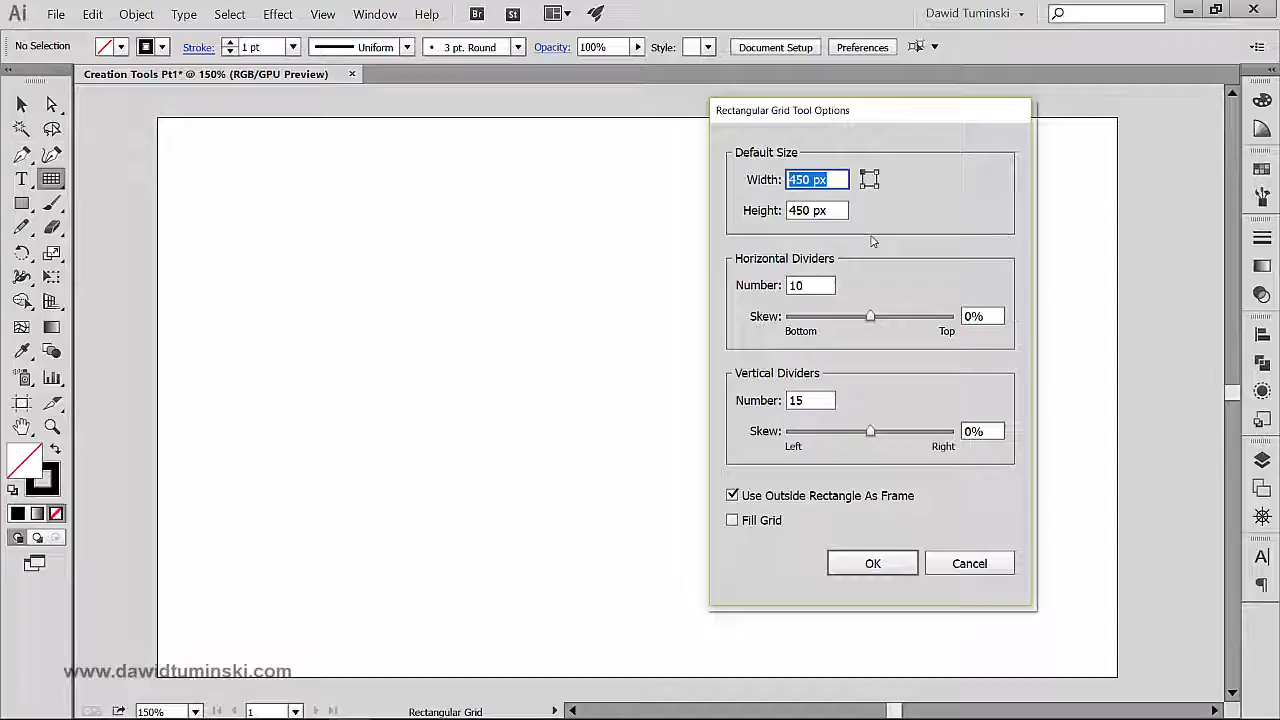 Ai File Edit Object Type Select Effect View Window Help Br St Dawid Tuminski
No Selection Stroke: 1 pt Uniform 3 pt. Round Opacity: 100% Style: Document Setup Preferences
Creation Tools Pt1* @ 150% (RGB/GPU Preview)
Rectangular Grid Tool Options
Default Size
Width: 450 px
Height: 450 px
Horizontal Dividers
Number: 10
Skew: 0%
Bottom Top
Vertical Dividers
Number: 15
Skew: 0%
Left Right
Use Outside Rectangle As Frame
Fill Grid
OK Cancel
www.dawidtuminski.com
150% 1 Rectangular Grid